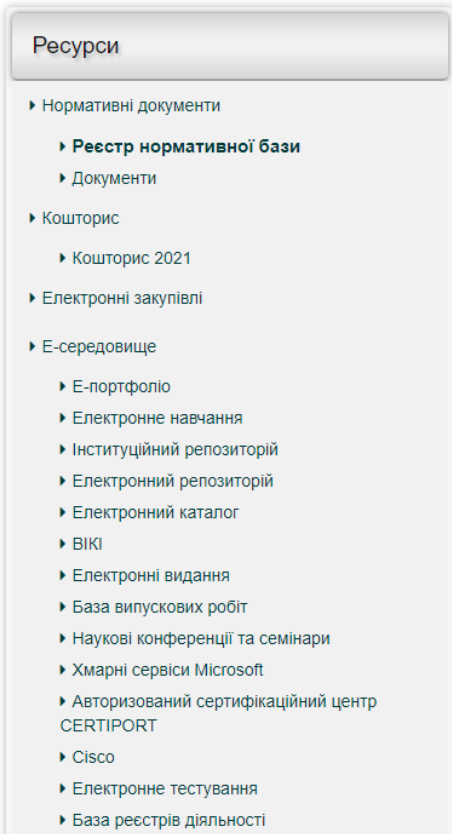 Ресурси
Нормативні документи
Реєстр нормативної бази
Документи
Кошторис
Кошторис 2021
Електронні закупівлі
Е-середовище
Е-портфоліо
Електронне навчання
Інституційний репозиторій
Електронний репозиторій
Електронний каталог
ВІКІ
Електронні видання
База випускових робіт
Наукові конференції та семінари
Хмарні сервіси Microsoft
Авторизований сертифікаційний центр
CERTIPORT
Cisco
Електронне тестування
База реєстрів діяльності